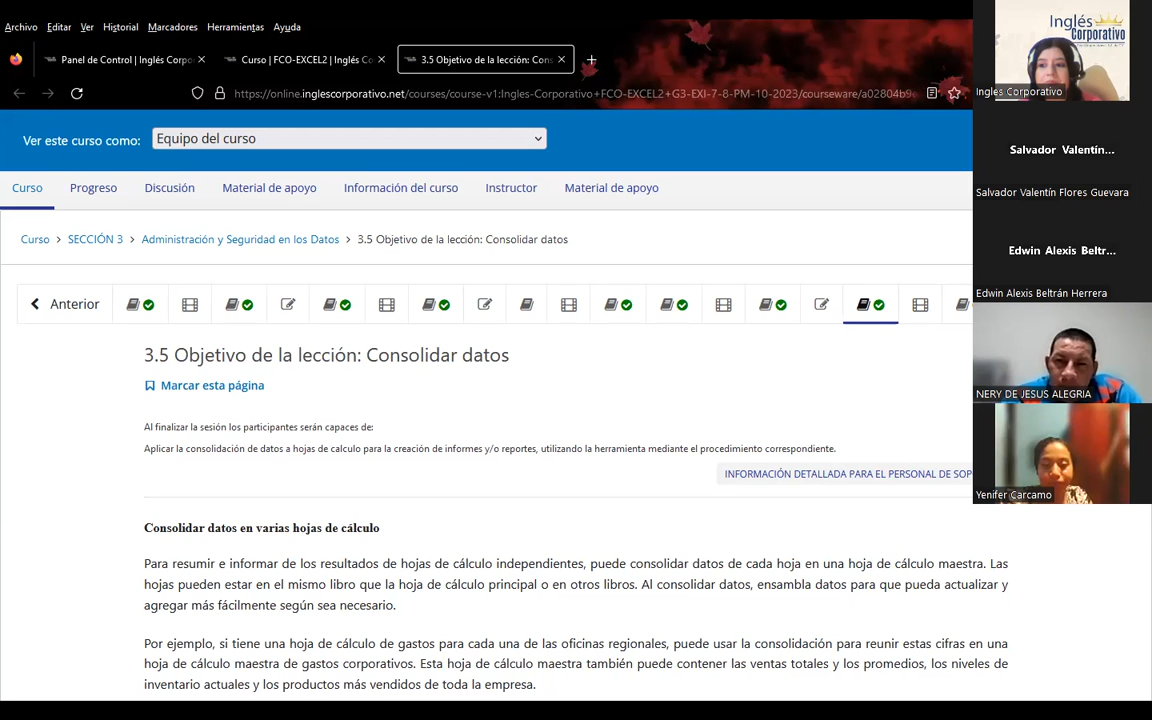 Archivo Editar Ver Historial Marcadores Herramientas Ayuda
Panel de Control | Inglés Corpo
Curso | FCO-EXCEL2 | Inglés Co
3.5 Objetivo de la lección: Cons
https://online.inglescorporativo.net/courses/course-v1:Ingles-Corporativo+FCO-EXCEL2+G3-EXI-7-8-PM-10-2023/courseware/a02804b9
Ver este curso como:
Equipo del curso
Curso Progreso Discusión Material de apoyo Información del curso Instructor Material de apoyo
Curso > SECCIÓN 3 > Administración y Seguridad en los Datos > 3.5 Objetivo de la lección: Consolidar datos
Anterior
3.5 Objetivo de la lección: Consolidar datos
Marcar esta página
Al finalizar la sesión los participantes serán capaces de:
Aplicar la consolidación de datos a hojas de calculo para la creación de informes y/o reportes, utilizando la herramienta mediante el procedimiento correspondiente.
INFORMACIÓN DETALLADA PARA EL PERSONAL DE SOP
Consolidar datos en varias hojas de cálculo
Para resumir e informar de los resultados de hojas de cálculo independientes, puede consolidar datos de cada hoja en una hoja de cálculo maestra. Las
hojas pueden estar en el mismo libro que la hoja de cálculo principal o en otros libros. Al consolidar datos, ensambla datos para que pueda actualizar y
agregar más fácilmente según sea necesario.
Por ejemplo, si tiene una hoja de cálculo de gastos para cada una de las oficinas regionales, puede usar la consolidación para reunir estas cifras en una
hoja de cálculo maestra de gastos corporativos. Esta hoja de cálculo maestra también puede contener las ventas totales y los promedios, los niveles de
inventario actuales y los productos más vendidos de toda la empresa.
Inglés
Corporativo
Ingles Corporativo
Salvador Valentín...
Salvador Valentín Flores Guevara
Edwin Alexis Beltr...
Edwin Alexis Beltrán Herrera
NERY DE JESUS ALEGRIA
Yenifer Carcamo